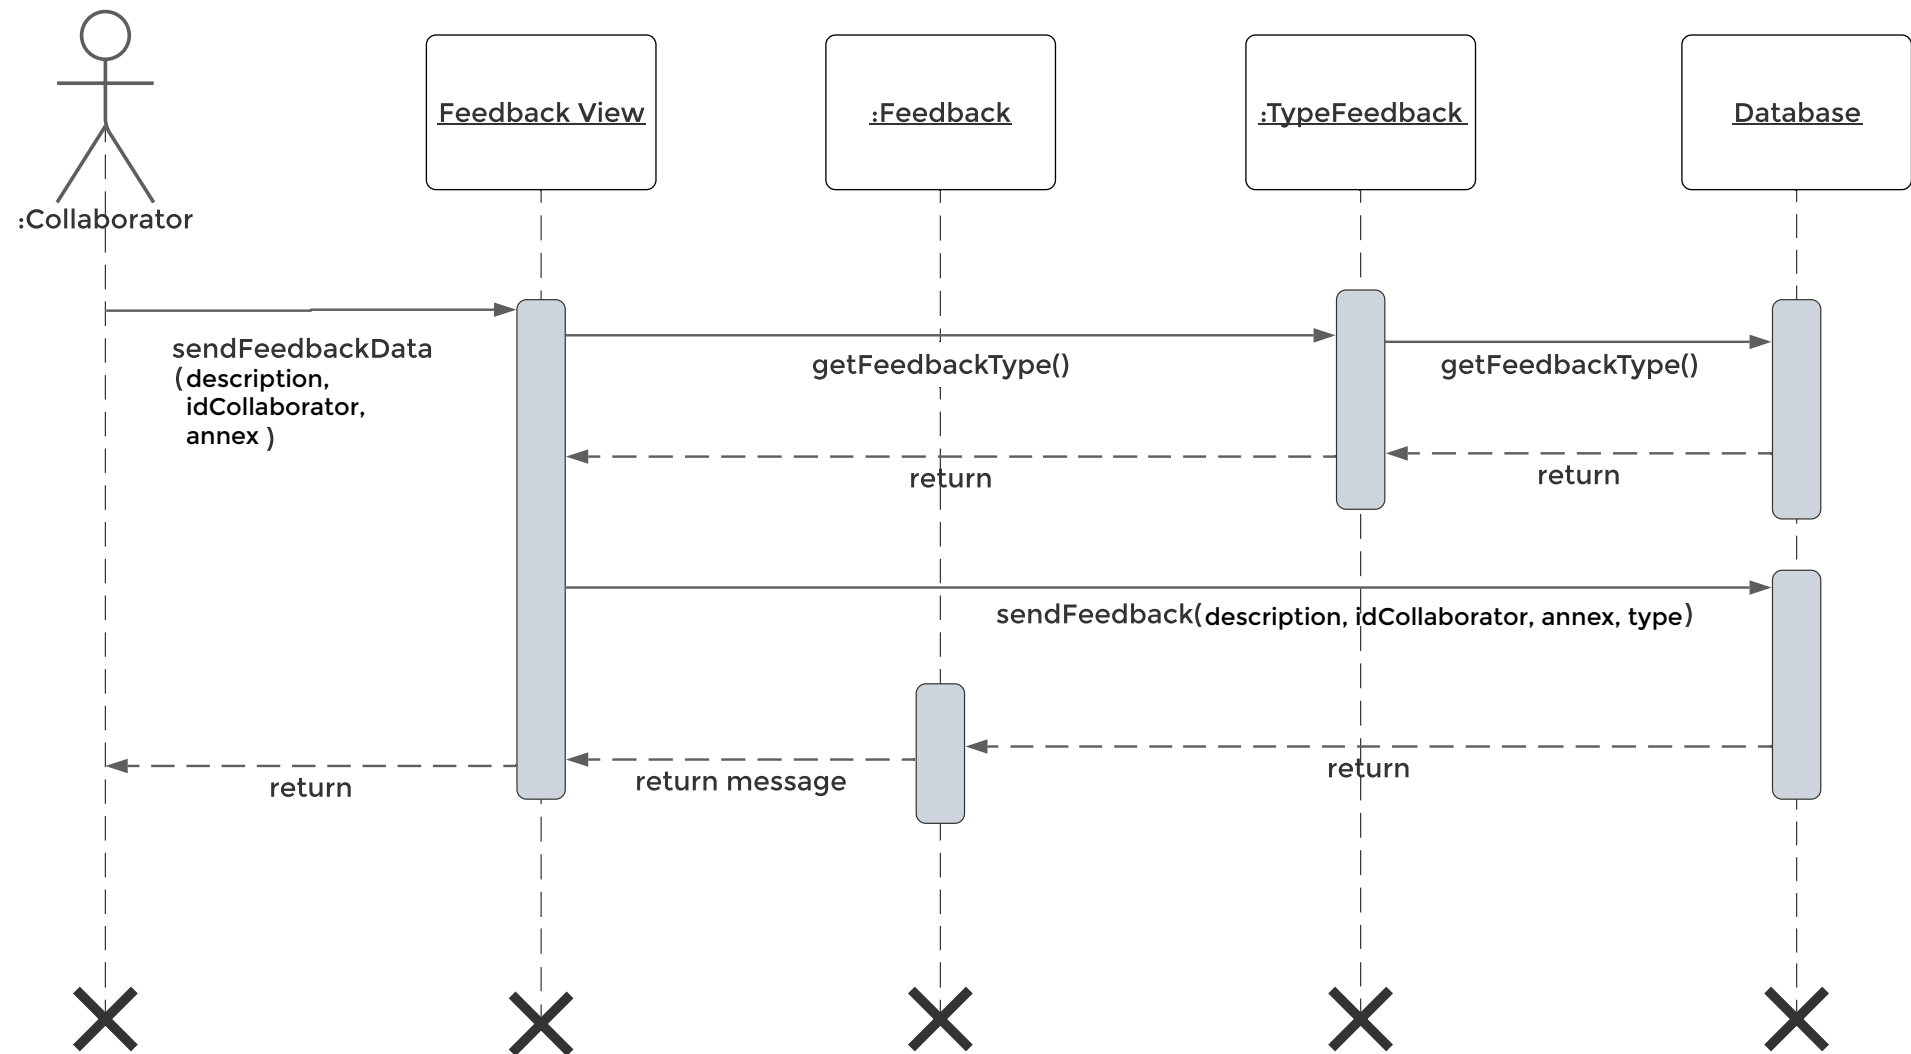 Feedback View
:Feedback
:TypeFeedback
Database
:Collaborator
sendFeedbackData
(description,
idCollaborator,
annex )
getFeedbackType()
getFeedbackType()
return
return
sendFeedback(description, idCollaborator, annex, type)
return
return message
return